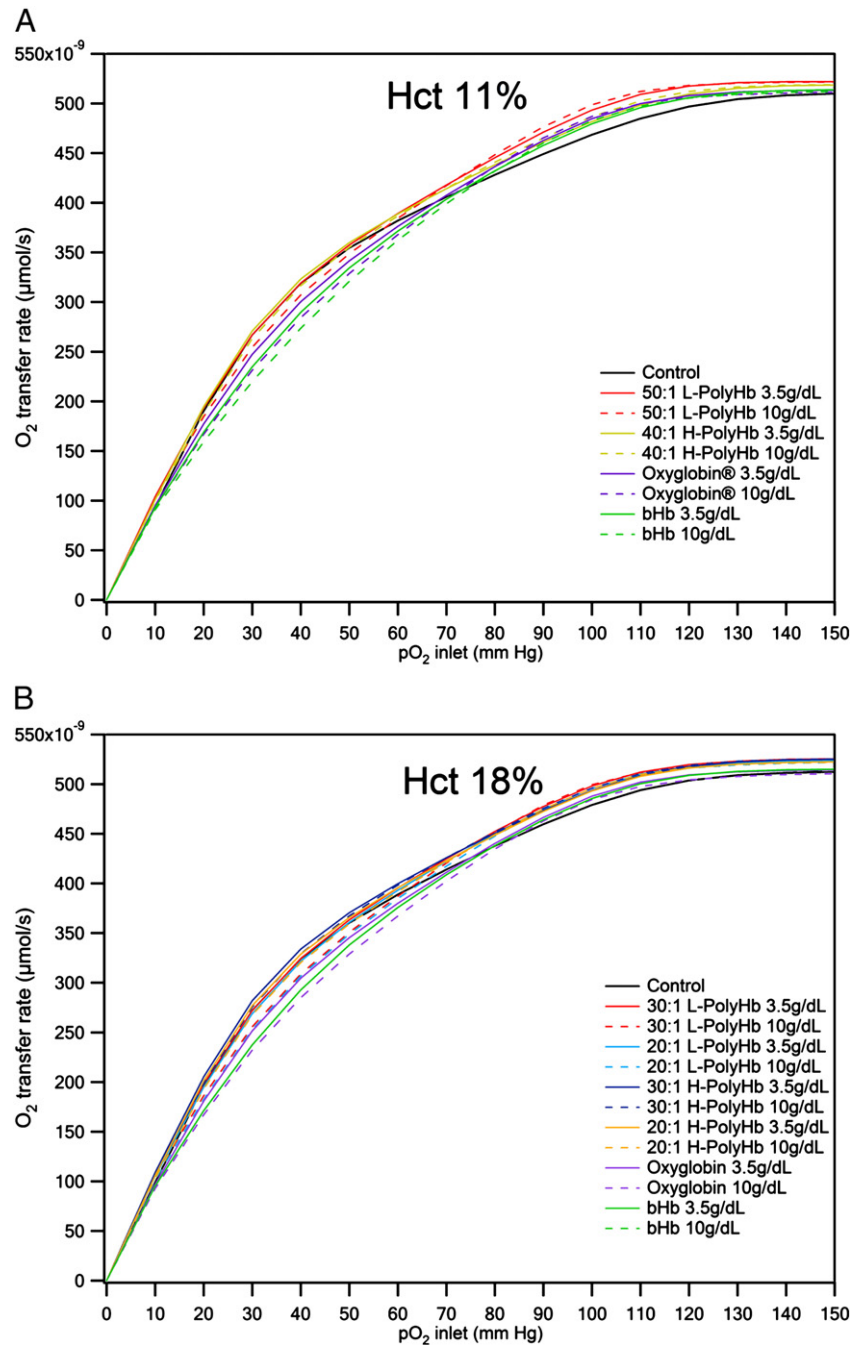 A
550x10⁻⁹
500
450
400
350
300
250
200
150
100
50
0
O₂ transfer rate (µmol/s)
Hct 11%
Control
50:1 L-PolyHb 3.5g/dL
50:1 L-PolyHb 10g/dL
40:1 H-PolyHb 3.5g/dL
40:1 H-PolyHb 10g/dL
Oxyglobin® 3.5g/dL
Oxyglobin® 10g/dL
bHb 3.5g/dL
bHb 10g/dL
0 10 20 30 40 50 60 70 80 90 100 110 120 130 140 150
pO₂ inlet (mm Hg)
B
550x10⁻⁹
500
450
400
350
300
250
200
150
100
50
0
O₂ transfer rate (µmol/s)
Hct 18%
Control
30:1 L-PolyHb 3.5g/dL
30:1 L-PolyHb 10g/dL
20:1 L-PolyHb 3.5g/dL
20:1 L-PolyHb 10g/dL
30:1 H-PolyHb 3.5g/dL
30:1 H-PolyHb 10g/dL
20:1 H-PolyHb 3.5g/dL
20:1 H-PolyHb 10g/dL
Oxyglobin 3.5g/dL
Oxyglobin 10g/dL
bHb 3.5g/dL
bHb 10g/dL
0 10 20 30 40 50 60 70 80 90 100 110 120 130 140 150
pO₂ inlet (mm Hg)